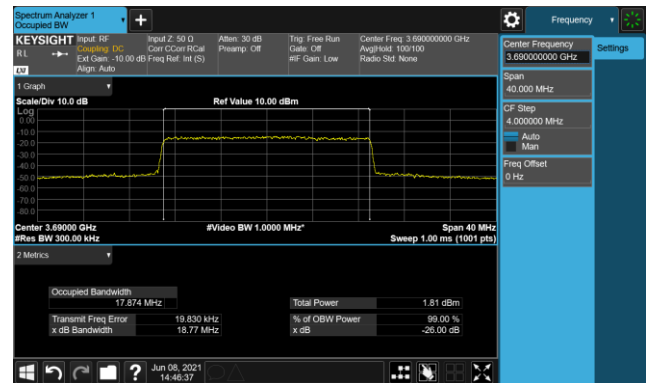 Spectrum Analyzer 1
Occupied BW
Frequency
KEYSIGHT
Input: RF
Input Z: 50 Ω
Atten: 30 dB
Trig: Free Run
Center Freq: 3.690000000 GHz
RL
Coupling: DC
Corr CCorr RCal
Preamp: Off
Gate: Off
Avg|Hold: 100/100
Ext Gain: -10.00 dB
Freq Ref: Int (S)
#IF Gain: Low
Radio Std: None
LXI
Align: Auto
Center Frequency
3.690000000 GHz
Settings
Span
40.000 MHz
CF Step
4.000000 MHz
Auto
Man
Freq Offset
0 Hz
1 Graph
Scale/Div 10.0 dB
Ref Value 10.00 dBm
Log
0.00
-10.0
-20.0
-30.0
-40.0
-50.0
-60.0
-70.0
-80.0
Center 3.69000 GHz
#Video BW 1.0000 MHz*
Span 40 MHz
#Res BW 300.00 kHz
Sweep 1.00 ms (1001 pts)
2 Metrics
Occupied Bandwidth
17.874 MHz
Total Power
1.81 dBm
Transmit Freq Error
19.830 kHz
% of OBW Power
99.00 %
x dB Bandwidth
18.77 MHz
x dB
-26.00 dB
?
Jun 08, 2021
14:46:37